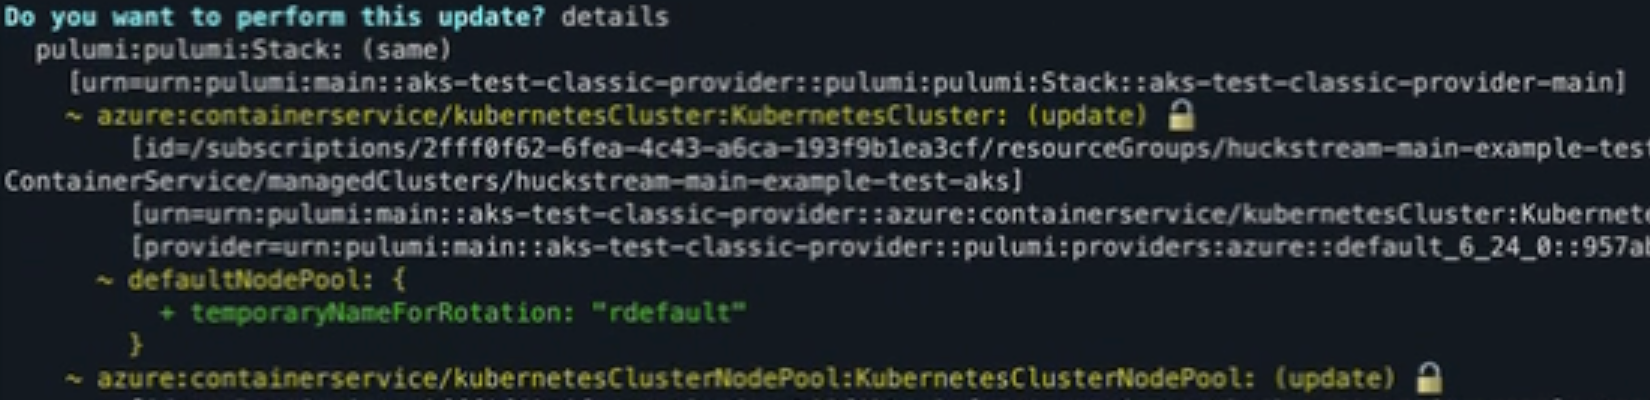 Do you want to perform this update? details
pulumi:pulumi:Stack: (same)
[urn=urn:pulumi:main::aks-test-classic-provider::pulumi:pulumi:Stack::aks-test-classic-provider-main]
~ azure:containerservice/kubernetesCluster:KubernetesCluster: (update) 🔒
[id=/subscriptions/2fff0f62-6fea-4c43-a6ca-193f9b1ea3cf/resourceGroups/huckstream-main-example-test
ContainerService/managedClusters/huckstream-main-example-test-aks]
[urn=urn:pulumi:main::aks-test-classic-provider::azure:containerservice/kubernetesCluster:Kubernete
[provider=urn:pulumi:main::aks-test-classic-provider::pulumi:providers:azure::default_6_24_0::957ab
~ defaultNodePool: {
+ temporaryNameForRotation: "rdefault"
}
~ azure:containerservice/kubernetesClusterNodePool:KubernetesClusterNodePool: (update) 🔒